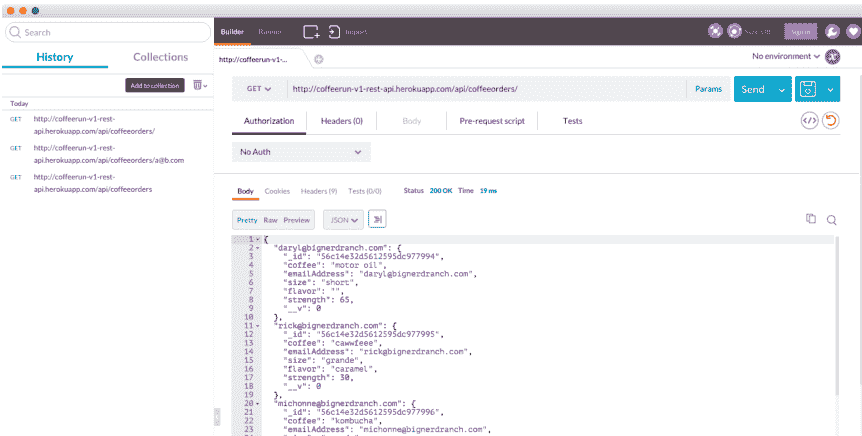 Search
History Collections
Add to collection
Today
GET http://coffeerun-v1-rest-
api.herokuapp.com/api/coffeeorders/
GET http://coffeerun-v1-rest-
api.herokuapp.com/api/coffeeorders/a@b.com
GET http://coffeerun-v1-rest-
api.herokuapp.com/api/coffeeorders
Builder Runner Import Sign in
http://coffeerun-v1-... No environment
GET http://coffeerun-v1-rest-api.herokuapp.com/api/coffeeorders/ Params Send
Authorization Headers (0) Body Pre-request script Tests
No Auth
Body Cookies Headers (9) Tests (0/0) Status 200 OK Time 19 ms
Pretty Raw Preview JSON
1 {
2 "daryl@bignerdranch.com": {
3 "_id": "56c14e32d5612595dc977994",
4 "coffee": "motor oil",
5 "emailAddress": "daryl@bignerdranch.com",
6 "size": "short",
7 "flavor": "",
8 "strength": 65,
9 "__v": 0
10 },
11 "rick@bignerdranch.com": {
12 "_id": "56c14e32d5612595dc977995",
13 "coffee": "cawwfeee",
14 "emailAddress": "rick@bignerdranch.com",
15 "size": "grande",
16 "flavor": "caramel",
17 "strength": 30,
18 "__v": 0
19 },
20 "michonne@bignerdranch.com": {
21 "_id": "56c14e32d5612595dc977996",
22 "coffee": "kombucha",
23 "emailAddress": "michonne@bignerdranch.com",